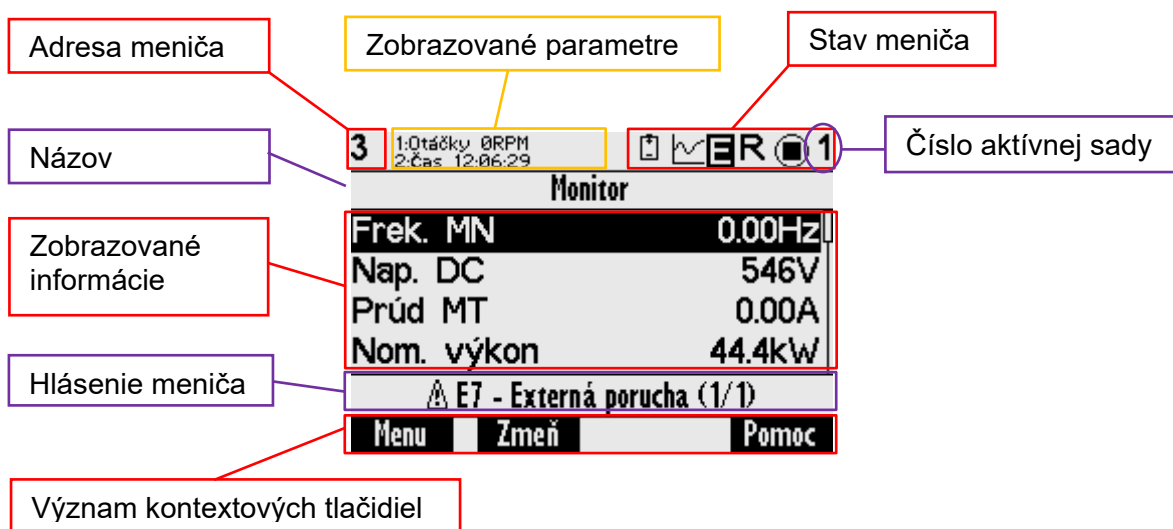 Adresa meniča
Zobrazované parametre
Stav meniča
3
1:Otáčky 0RPM
2:Čas 12:06:29
E R 1
Číslo aktívnej sady
Názov
Monitor
Zobrazované
informácie
Frek. MN 0.00Hz
Nap. DC 546V
Prúd MT 0.00A
Nom. výkon 44.4kW
Hlásenie meniča
E7 - Externá porucha (1/1)
Menu Zmeň Pomoc
Význam kontextových tlačidiel